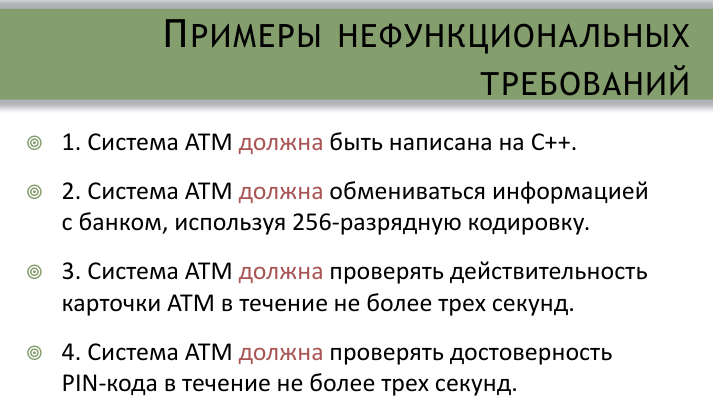 Примеры нефункциональных
требований
1. Система АТМ должна быть написана на С++.
2. Система АТМ должна обмениваться информацией
с банком, используя 256-разрядную кодировку.
3. Система АТМ должна проверять действительность
карточки АТМ в течение не более трех секунд.
4. Система АТМ должна проверять достоверность
PIN-кода в течение не более трех секунд.